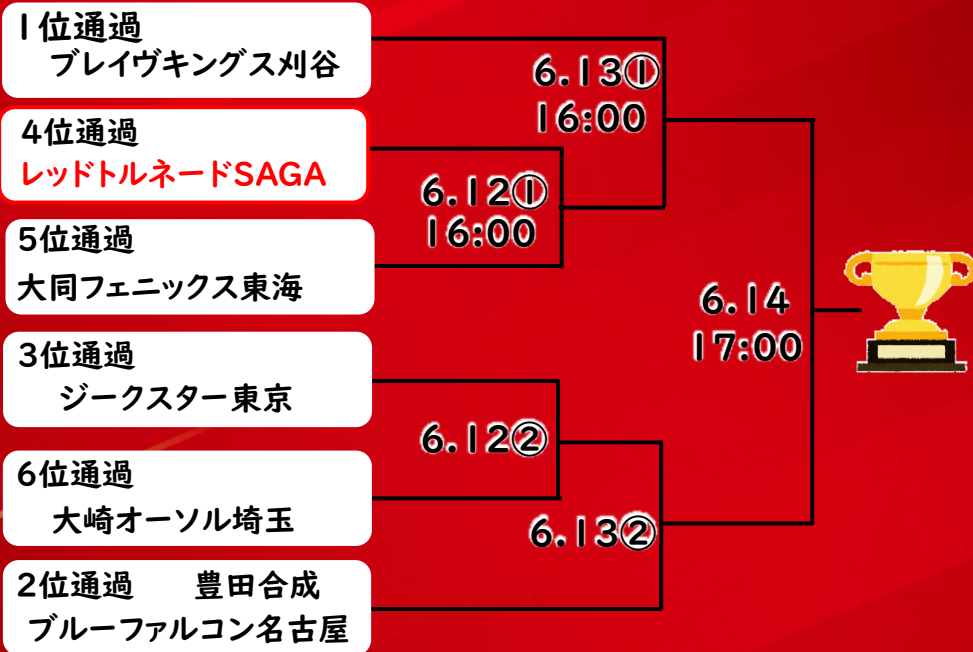 1位通過
ブレイヴキングス刈谷
4位通過
レッドトルネードSAGA
5位通過
大同フェニックス東海
3位通過
ジークスター東京
6位通過
大崎オーソル埼玉
2位通過 豊田合成
ブルーファルコン名古屋
6.12①
16:00
6.12②
6.13①
16:00
6.13②
6.14
17:00